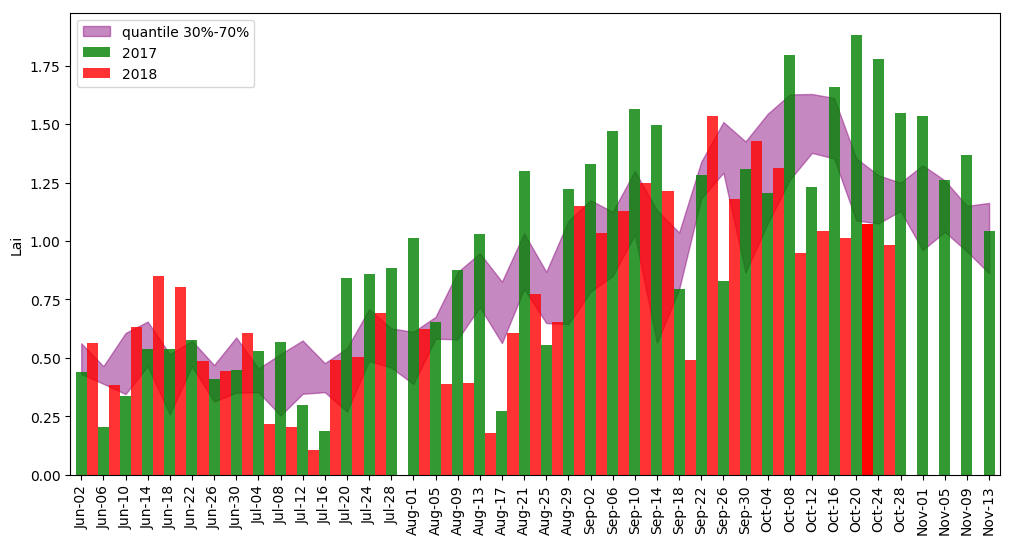 quantile 30%-70%
2017
2018
Lai
1.75
1.50
1.25
1.00
0.75
0.50
0.25
0.00
Jun-02
Jun-06
Jun-10
Jun-14
Jun-18
Jun-22
Jun-26
Jun-30
Jul-04
Jul-08
Jul-12
Jul-16
Jul-20
Jul-24
Jul-28
Aug-01
Aug-05
Aug-09
Aug-13
Aug-17
Aug-21
Aug-25
Aug-29
Sep-02
Sep-06
Sep-10
Sep-14
Sep-18
Sep-22
Sep-26
Sep-30
Oct-04
Oct-08
Oct-12
Oct-16
Oct-20
Oct-24
Oct-28
Nov-01
Nov-05
Nov-09
Nov-13